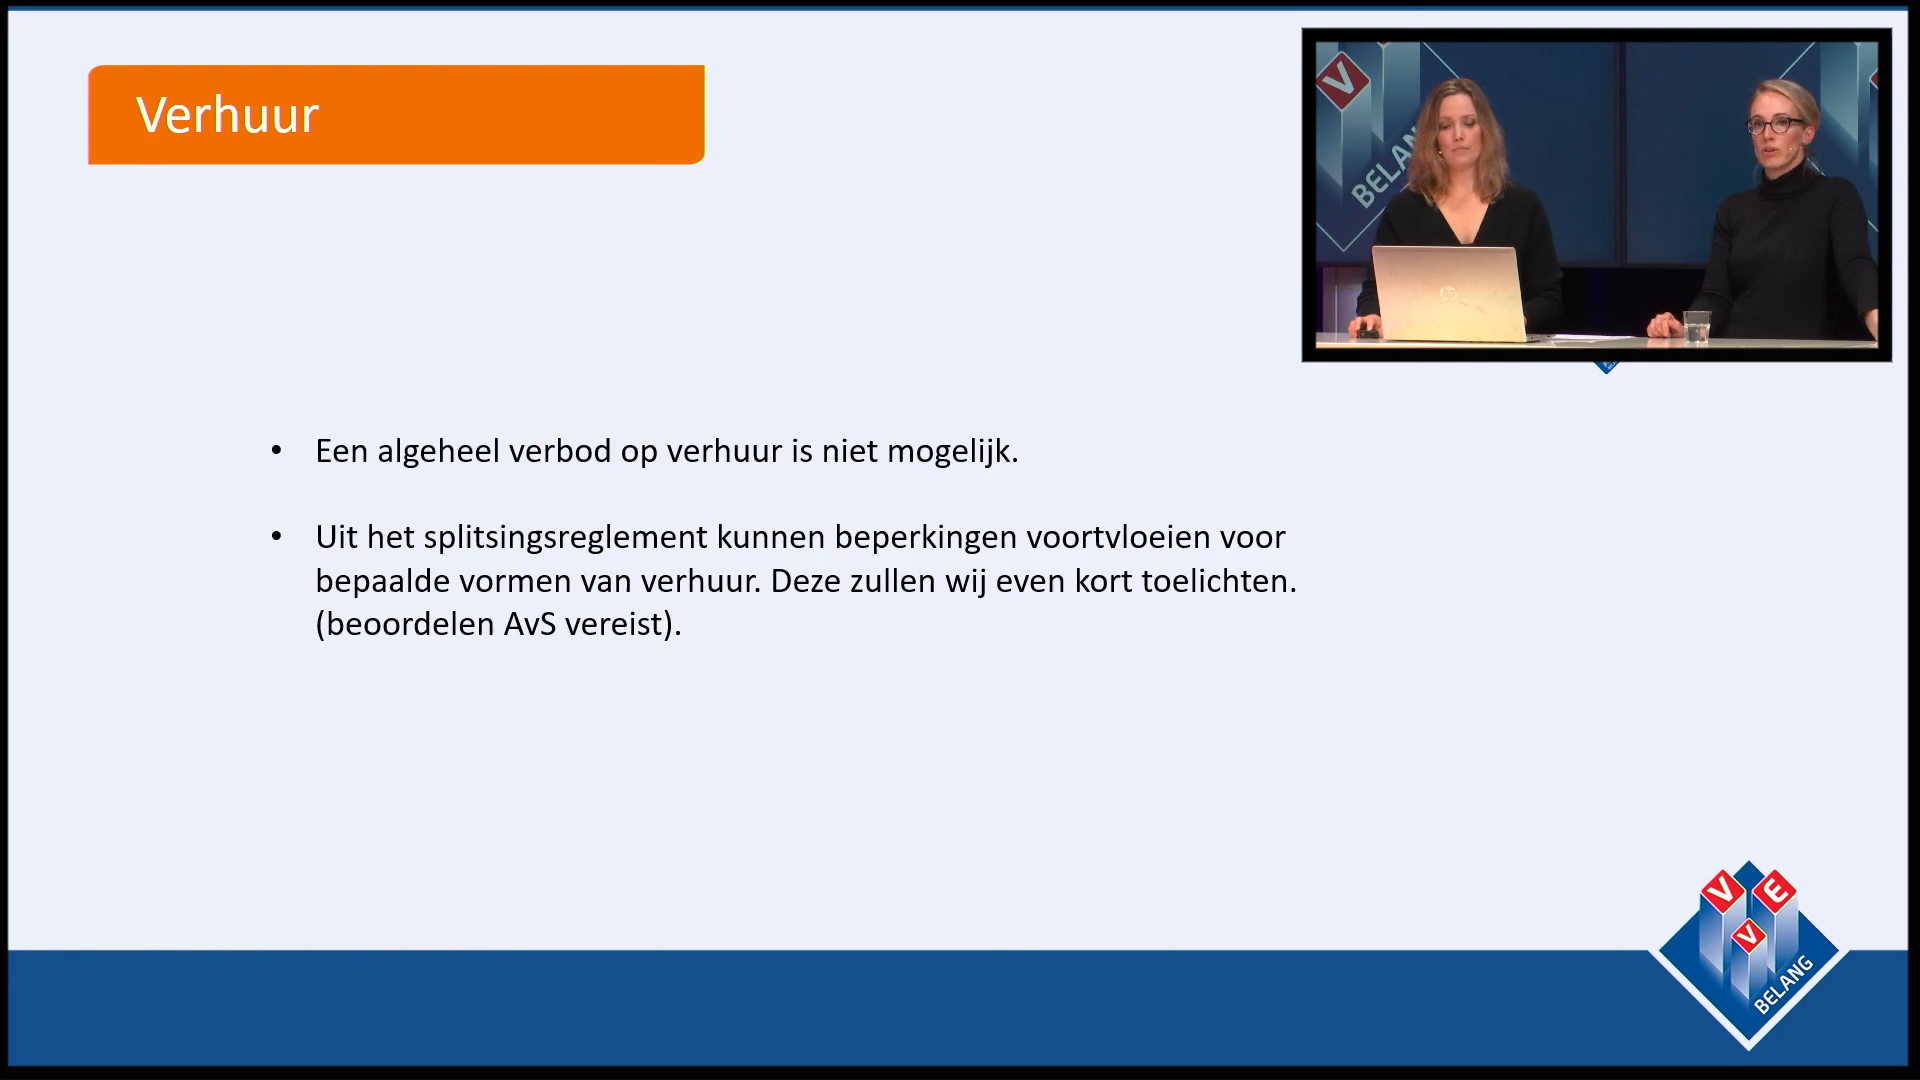 Verhuur
V
BELAN
• Een algeheel verbod op verhuur is niet mogelijk.
• Uit het splitsingsreglement kunnen beperkingen voortvloeien voor
bepaalde vormen van verhuur. Deze zullen wij even kort toelichten.
(beoordelen AvS vereist).
V V E
BELANG